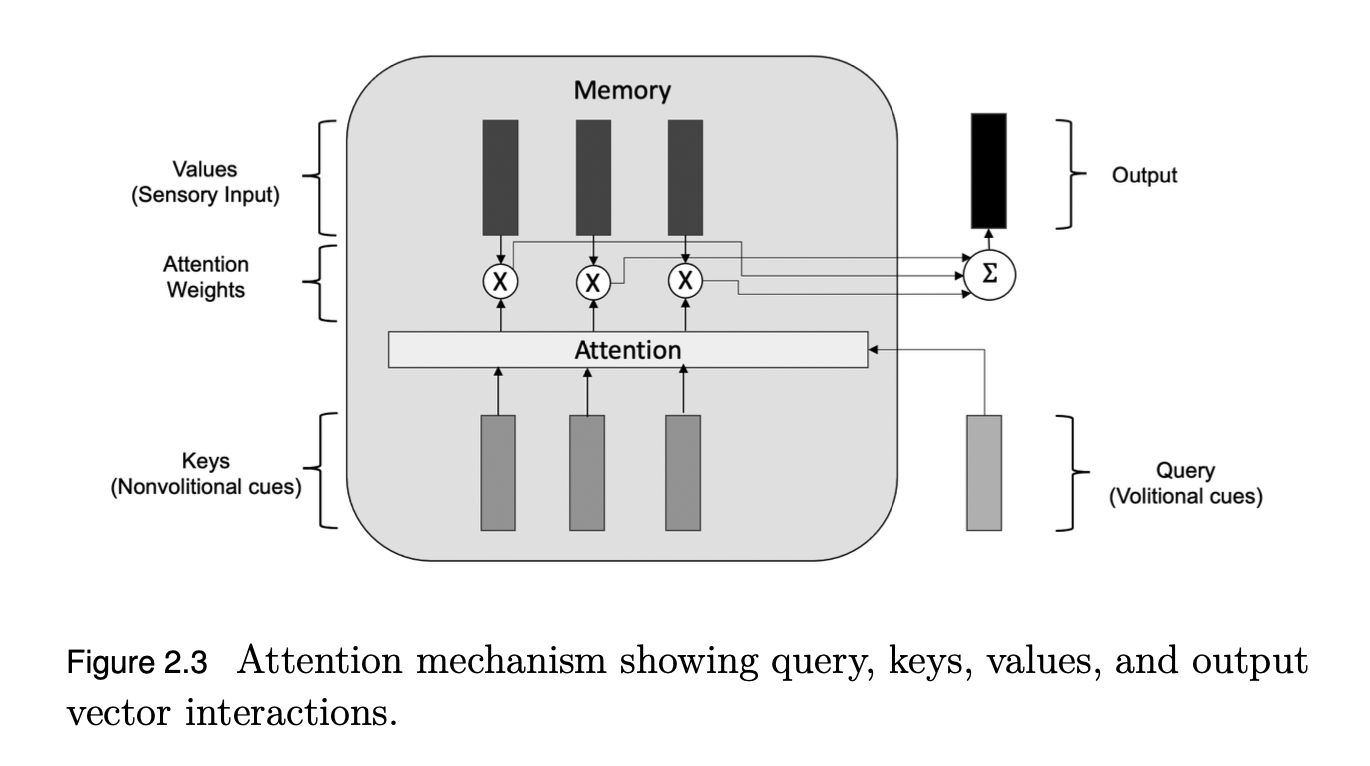 Memory
Values
(Sensory Input)
Output
Attention
Weights
X
X
X
Σ
Attention
Keys
(Nonvolitional cues)
Query
(Volitional cues)
Figure 2.3 Attention mechanism showing query, keys, values, and output
vector interactions.